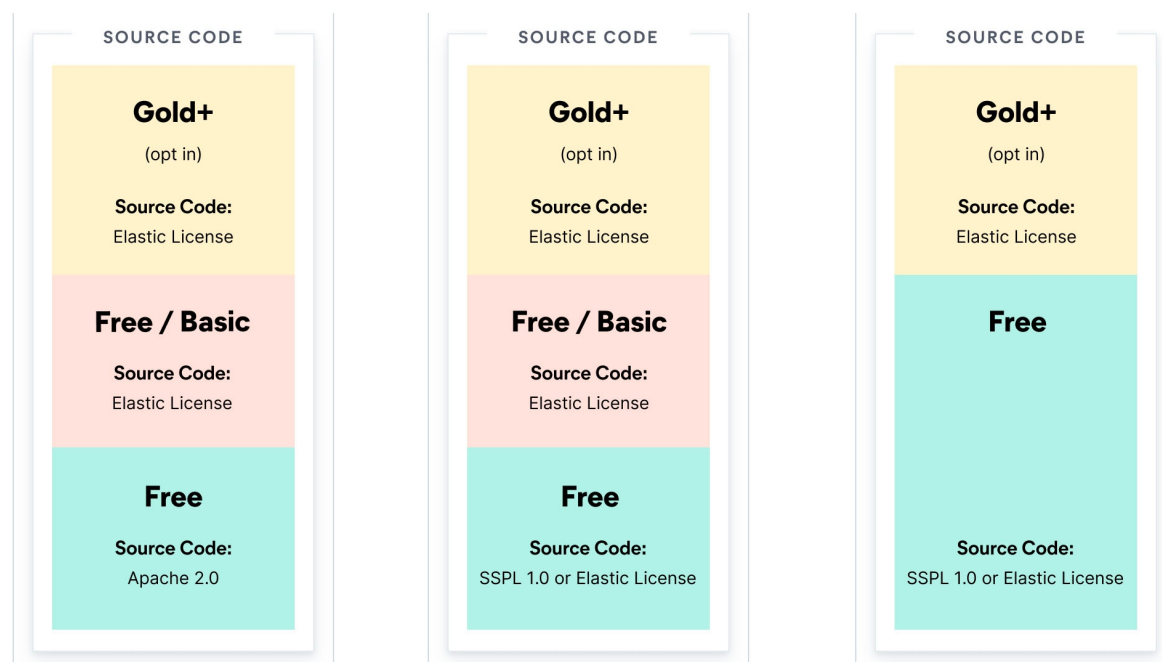 SOURCE CODE
Gold+
(opt in)
Source Code:
Elastic License
Free / Basic
Source Code:
Elastic License
Free
Source Code:
Apache 2.0
SOURCE CODE
Gold+
(opt in)
Source Code:
Elastic License
Free / Basic
Source Code:
Elastic License
Free
Source Code:
SSPL 1.0 or Elastic License
SOURCE CODE
Gold+
(opt in)
Source Code:
Elastic License
Free
Source Code:
SSPL 1.0 or Elastic License